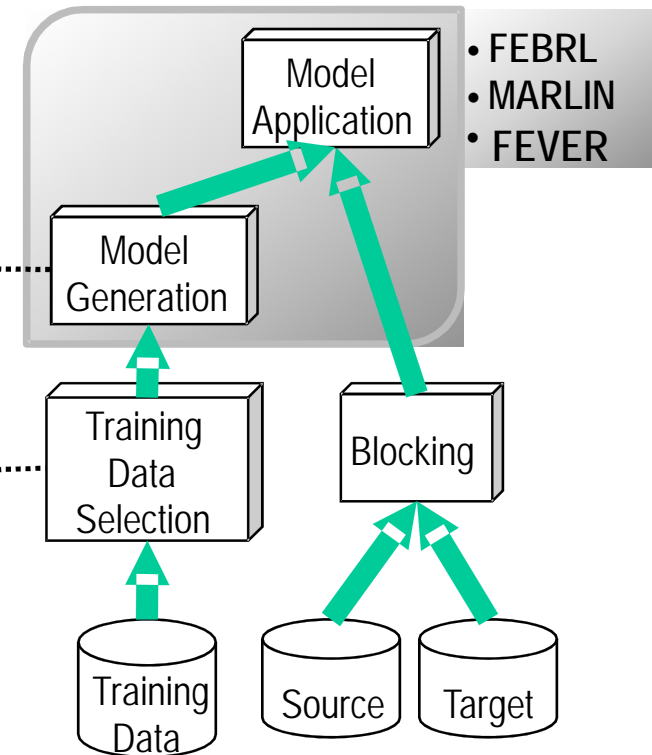 Model
Application
• FEBRL
• MARLIN
• FEVER
Model
Generation
Training
Data
Selection
Blocking
Training
Data
Source
Target